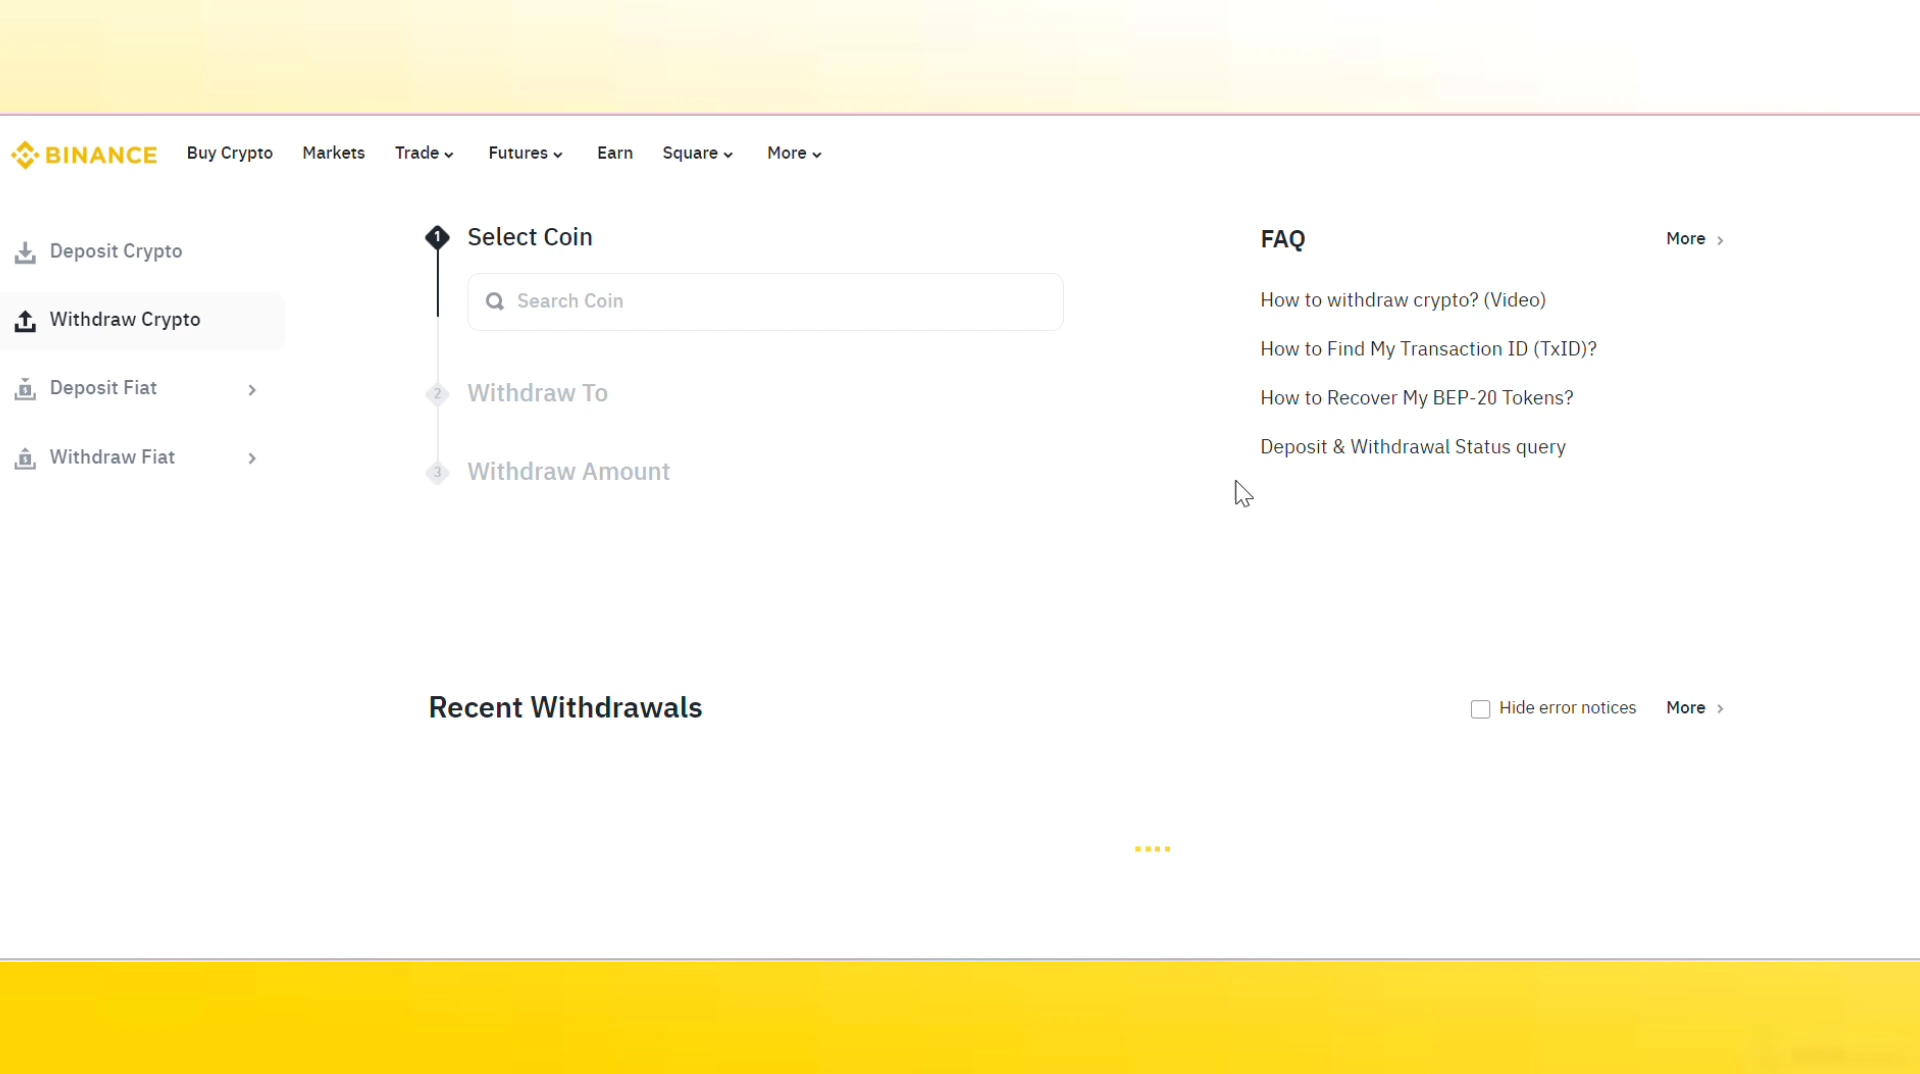 BINANCE Buy Crypto Markets Trade Futures Earn Square More
Deposit Crypto
Withdraw Crypto
Deposit Fiat
Withdraw Fiat
1 Select Coin
Search Coin
2 Withdraw To
3 Withdraw Amount
FAQ More
How to withdraw crypto? (Video)
How to Find My Transaction ID (TxID)?
How to Recover My BEP-20 Tokens?
Deposit & Withdrawal Status query
Recent Withdrawals Hide error notices More